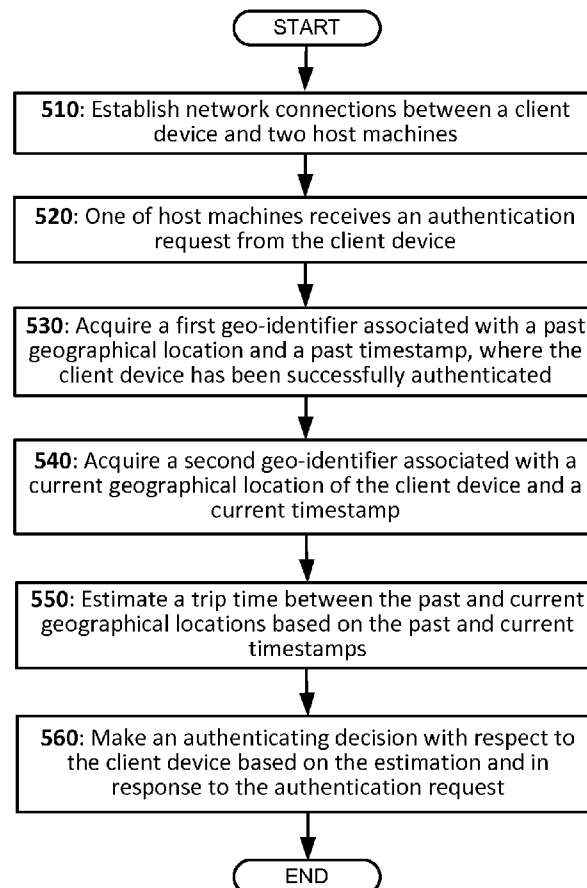 START
510: Establish network connections between a client
device and two host machines
520: One of host machines receives an authentication
request from the client device
530: Acquire a first geo-identifier associated with a past
geographical location and a past timestamp, where the
client device has been successfully authenticated
540: Acquire a second geo-identifier associated with a
current geographical location of the client device and a
current timestamp
550: Estimate a trip time between the past and current
geographical locations based on the past and current
timestamps
560: Make an authenticating decision with respect to
the client device based on the estimation and in
response to the authentication request
END